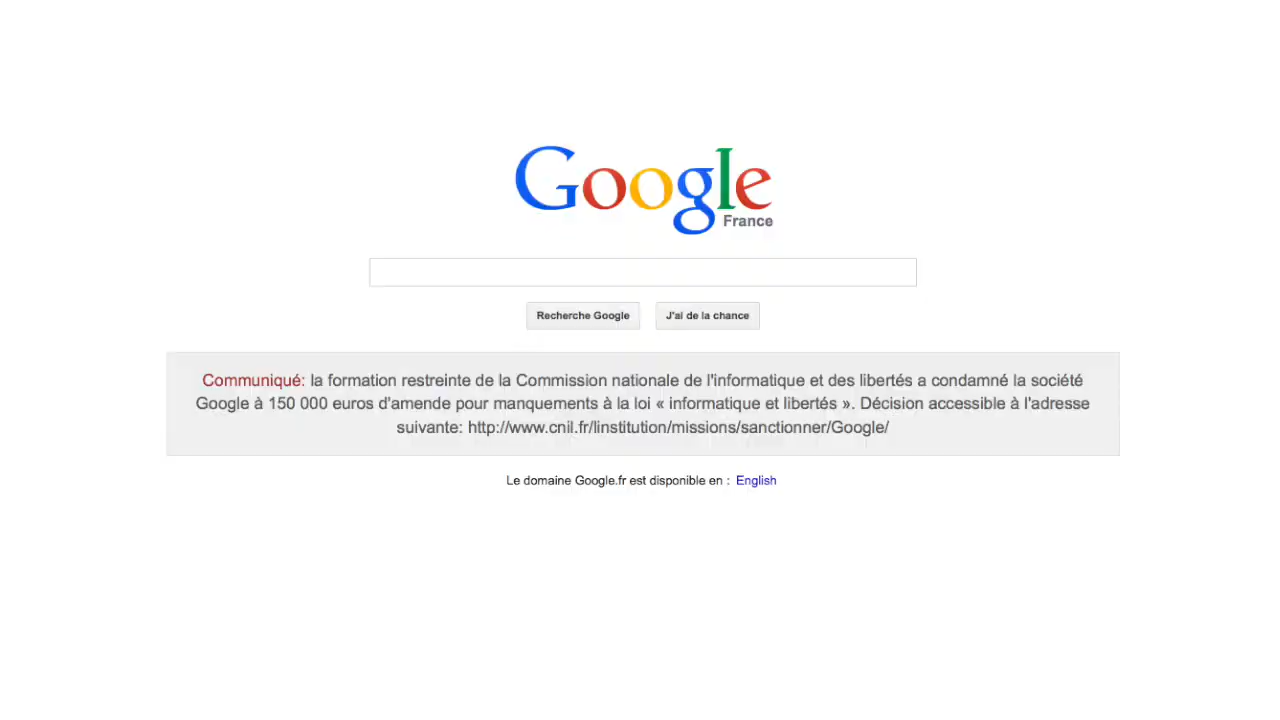 Google
France
Recherche Google J'ai de la chance
Communiqué: la formation restreinte de la Commission nationale de l'informatique et des libertés a condamné la société
Google à 150 000 euros d'amende pour manquements à la loi « informatique et libertés ». Décision accessible à l'adresse
suivante: http://www.cnil.fr/linstitution/missions/sanctionner/Google/
Le domaine Google.fr est disponible en : English